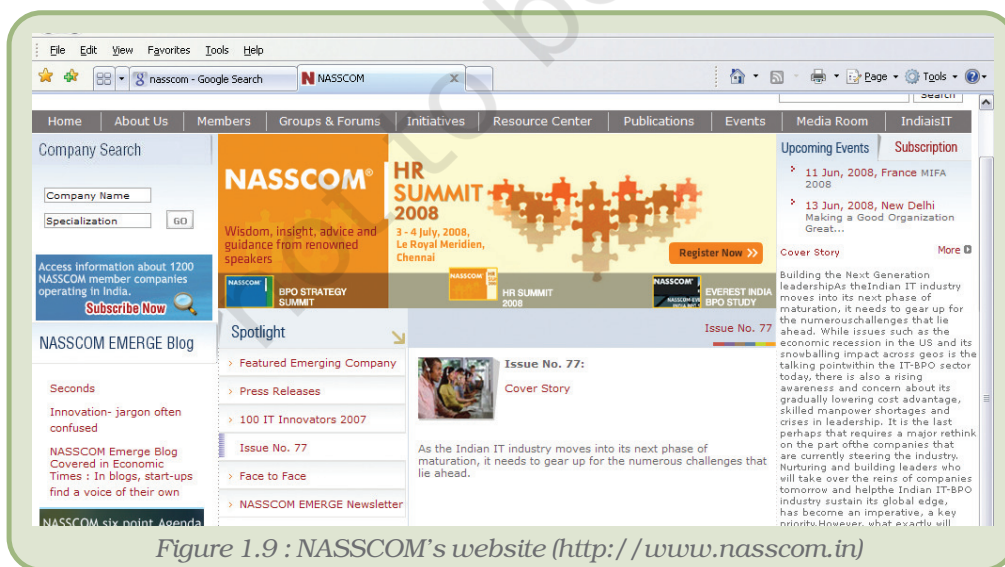 not to be
File Edit View Favorites Tools Help
nasscom - Google Search
NASSCOM
Page Tools
Search
Home About Us Members Groups & Forums Initiatives Resource Center Publications Events Media Room IndiaisIT
Company Search
Company Name
Specialization
GO
Access information about 1200
NASSCOM member companies
operating in India.
Subscribe Now
NASSCOM EMERGE Blog
Seconds
Innovation- jargon often
confused
NASSCOM Emerge Blog
Covered in Economic
Times : In blogs, start-ups
find a voice of their own
NASSCOM six point Agenda
NASSCOM®
Wisdom, insight, advice and
guidance from renowned
speakers
HR
SUMMIT
2008
3 - 4 July, 2008,
Le Royal Meridien,
Chennai
Register Now >>
NASSCOM
BPO STRATEGY
SUMMIT
NASSCOM
HR SUMMIT
2008
NASSCOM
EVEREST INDIA
BPO STUDY
Spotlight
Featured Emerging Company
Press Releases
100 IT Innovators 2007
Issue No. 77
Face to Face
NASSCOM EMERGE Newsletter
Issue No. 77
Issue No. 77:
Cover Story
As the Indian IT industry moves into its next phase of
maturation, it needs to gear up for the numerous challenges that
lie ahead.
Upcoming Events Subscription
11 Jun, 2008, France MIFA
2008
13 Jun, 2008, New Delhi
Making a Good Organization
Great...
Cover Story More
Building the Next Generation
leadershipAs theIndian IT industry
moves into its next phase of
maturation, it needs to gear up for
the numerouschallenges that lie
ahead. While issues such as the
economic recession in the US and its
snowballing impact across geos is the
talking pointwithin the IT-BPO sector
today, there is also a rising
awareness and concern about its
gradually lowering cost advantage,
skilled manpower shortages and
crises in leadership. It is the last
perhaps that requires a major rethink
on the part ofthe companies that
are currently steering the industry.
Nurturing and building leaders who
will take over the reins of companies
tomorrow and helpthe Indian IT-BPO
industry sustain its global edge,
has become an imperative, a key
priority.However, what exactly will
Figure 1.9 : NASSCOM's website (http://www.nasscom.in)